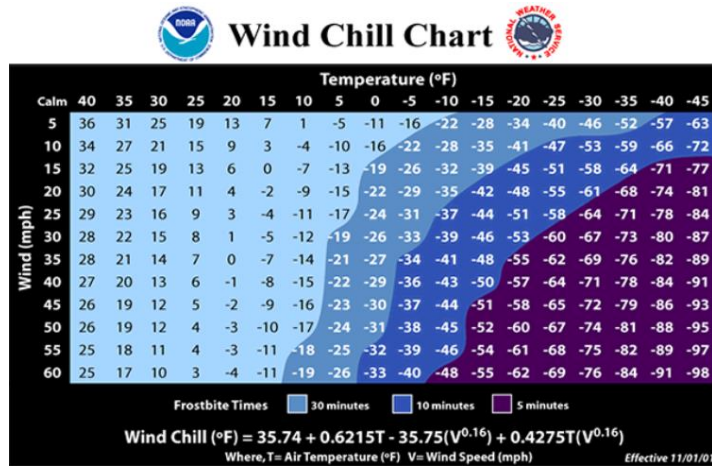 NOAA
Wind Chill Chart
NATIONAL WEATHER SERVICE
Temperature (ºF)
Calm 40 35 30 25 20 15 10 5 0 -5 -10 -15 -20 -25 -30 -35 -40 -45
Wind (mph)
5 36 31 25 19 13 7 1 -5 -11 -16 -22 -28 -34 -40 -46 -52 -57 -63
10 34 27 21 15 9 3 -4 -10 -16 -22 -28 -35 -41 -47 -53 -59 -66 -72
15 32 25 19 13 6 0 -7 -13 -19 -26 -32 -39 -45 -51 -58 -64 -71 -77
20 30 24 17 11 4 -2 -9 -15 -22 -29 -35 -42 -48 -55 -61 -68 -74 -81
25 29 23 16 9 3 -4 -11 -17 -24 -31 -37 -44 -51 -58 -64 -71 -78 -84
30 28 22 15 8 1 -5 -12 -19 -26 -33 -39 -46 -53 -60 -67 -73 -80 -87
35 28 21 14 7 0 -7 -14 -21 -27 -34 -41 -48 -55 -62 -69 -76 -82 -89
40 27 20 13 6 -1 -8 -15 -22 -29 -36 -43 -50 -57 -64 -71 -78 -84 -91
45 26 19 12 5 -2 -9 -16 -23 -30 -37 -44 -51 -58 -65 -72 -79 -86 -93
50 26 19 12 4 -3 -10 -17 -24 -31 -38 -45 -52 -60 -67 -74 -81 -88 -95
55 25 18 11 4 -3 -11 -18 -25 -32 -39 -46 -54 -61 -68 -75 -82 -89 -97
60 25 17 10 3 -4 -11 -19 -26 -33 -40 -48 -55 -62 -69 -76 -84 -91 -98
Frostbite Times 30 minutes 10 minutes 5 minutes
Wind Chill (ºF) = 35.74 + 0.6215T - 35.75(V^0.16) + 0.4275T(V^0.16)
Where, T= Air Temperature (ºF) V= Wind Speed (mph)
Effective 11/01/01